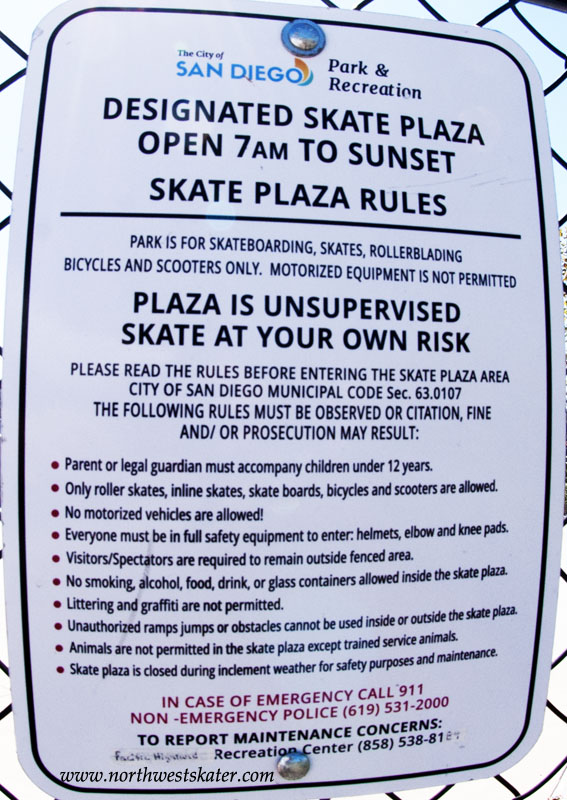 The City of
SAN DIEGO
Park &
Recreation
DESIGNATED SKATE PLAZA
OPEN 7AM TO SUNSET
SKATE PLAZA RULES
PARK IS FOR SKATEBOARDING, SKATES, ROLLERBLADING
BICYCLES AND SCOOTERS ONLY. MOTORIZED EQUIPMENT IS NOT PERMITTED
PLAZA IS UNSUPERVISED
SKATE AT YOUR OWN RISK
PLEASE READ THE RULES BEFORE ENTERING THE SKATE PLAZA AREA
CITY OF SAN DIEGO MUNICIPAL CODE Sec. 63.0107
THE FOLLOWING RULES MUST BE OBSERVED OR CITATION, FINE
AND/ OR PROSECUTION MAY RESULT:
• Parent or legal guardian must accompany children under 12 years.
• Only roller skates, inline skates, skate boards, bicycles and scooters are allowed.
• No motorized vehicles are allowed!
• Everyone must be in full safety equipment to enter: helmets, elbow and knee pads.
• Visitors/Spectators are required to remain outside fenced area.
• No smoking, alcohol, food, drink, or glass containers allowed inside the skate plaza.
• Littering and graffiti are not permitted.
• Unauthorized ramps jumps or obstacles cannot be used inside or outside the skate plaza.
• Animals are not permitted in the skate plaza except trained service animals.
• Skate plaza is closed during inclement weather for safety purposes and maintenance.
IN CASE OF EMERGENCY CALL 911
NON -EMERGENCY POLICE (619) 531-2000
TO REPORT MAINTENANCE CONCERNS:
Recreation Center (858)
www.northwestskater.com